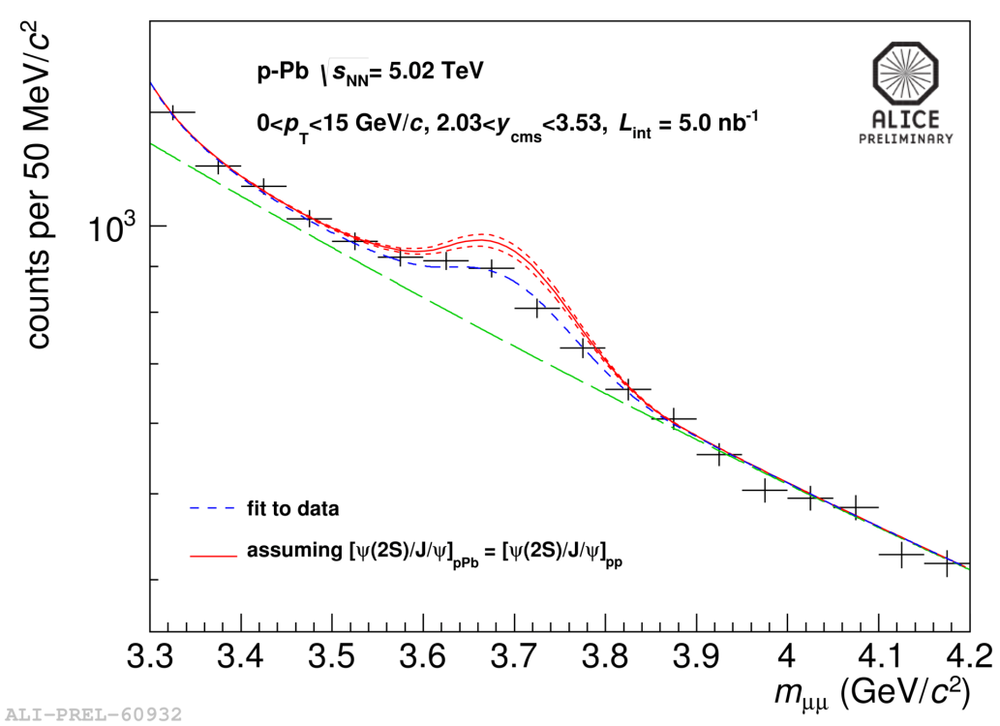 counts per 50 MeV/c²
10³
p-Pb √sNN= 5.02 TeV
0<pT<15 GeV/c, 2.03<ycms<3.53, Lint = 5.0 nb⁻¹
ALICE
PRELIMINARY
fit to data
assuming [ψ(2S)/J/ψ]pPb = [ψ(2S)/J/ψ]pp
3.3 3.4 3.5 3.6 3.7 3.8 3.9 4 4.1 4.2
mμμ (GeV/c²)
ALI-PREL-60932